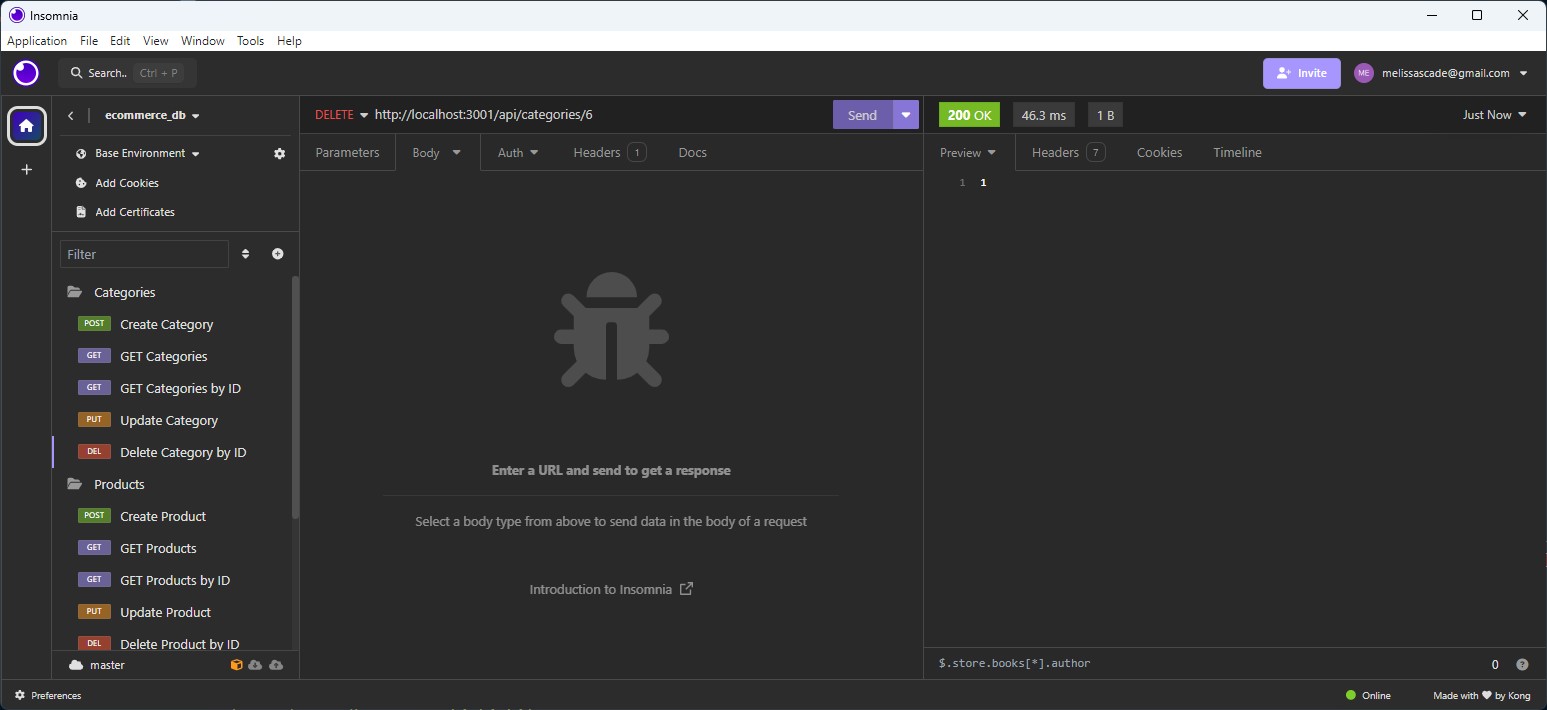 Insomnia
Application File Edit View Window Tools Help
Search.. Ctrl + P
Invite
ME melissascade@gmail.com
ecommerce_db
Base Environment
Add Cookies
Add Certificates
Filter
Categories
POST Create Category
GET GET Categories
GET GET Categories by ID
PUT Update Category
DEL Delete Category by ID
Products
POST Create Product
GET GET Products
GET GET Products by ID
PUT Update Product
DEL Delete Product by ID
master
DELETE http://localhost:3001/api/categories/6 Send
Parameters Body Auth Headers 1 Docs
Enter a URL and send to get a response
Select a body type from above to send data in the body of a request
Introduction to Insomnia
200 OK 46.3 ms 1 B Just Now
Preview Headers 7 Cookies Timeline
1 1
$.store.books[*].author 0 ?
Preferences
Online Made with ❤ by Kong